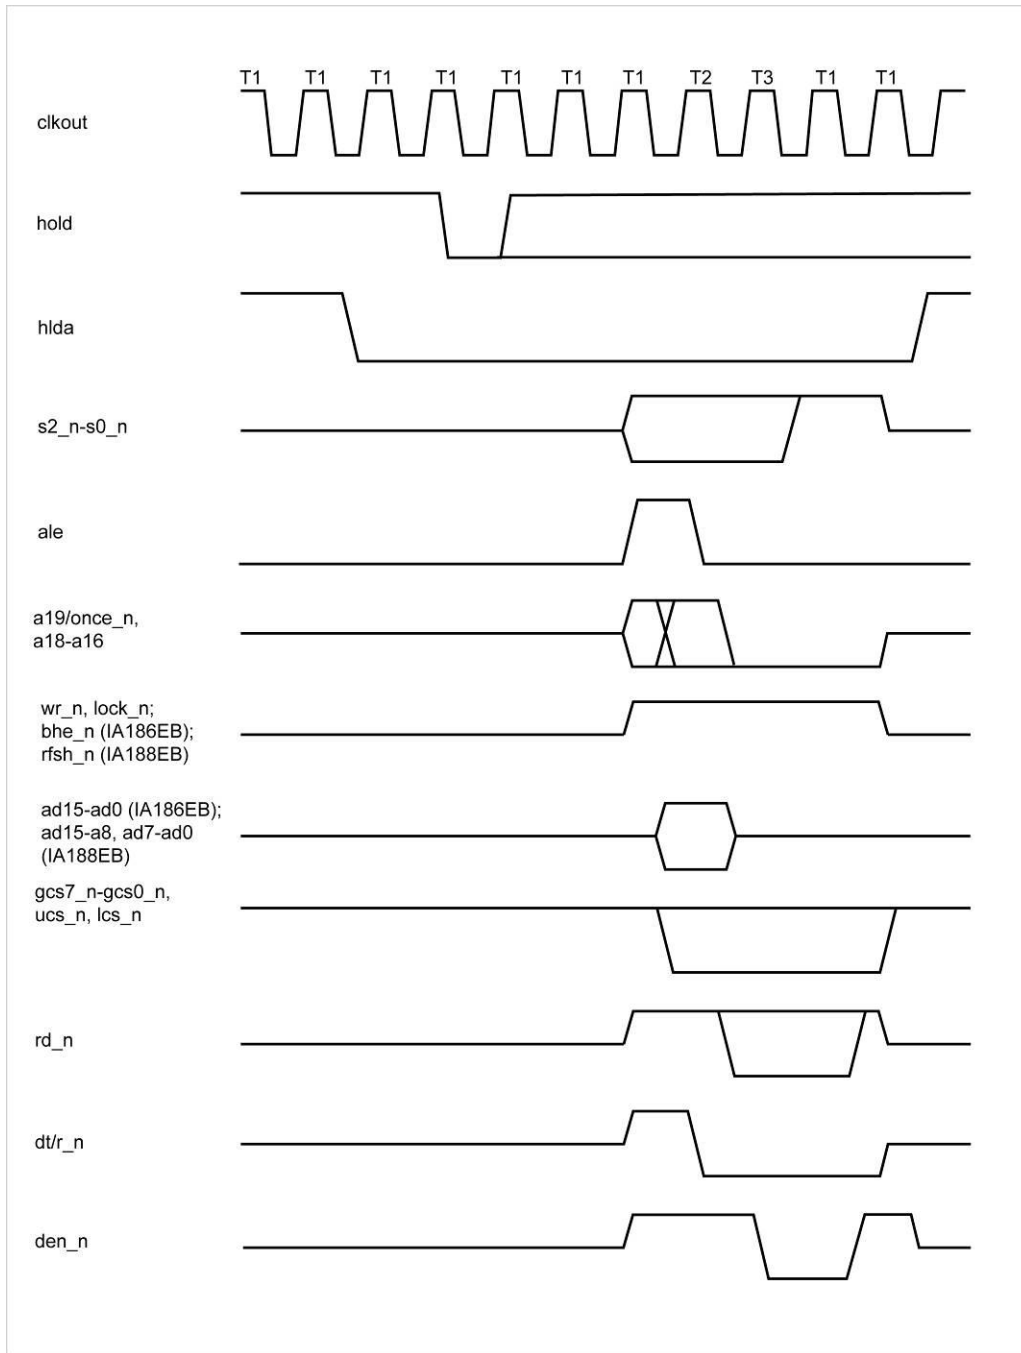 T1 T1 T1 T1 T1 T1 T1 T2 T3 T1 T1
clkout
hold
hlda
s2_n-s0_n
ale
a19/once_n,
a18-a16
wr_n, lock_n;
bhe_n (IA186EB);
rfsh_n (IA188EB)
ad15-ad0 (IA186EB);
ad15-a8, ad7-ad0
(IA188EB)
gcs7_n-gcs0_n,
ucs_n, lcs_n
rd_n
dt/r_n
den_n